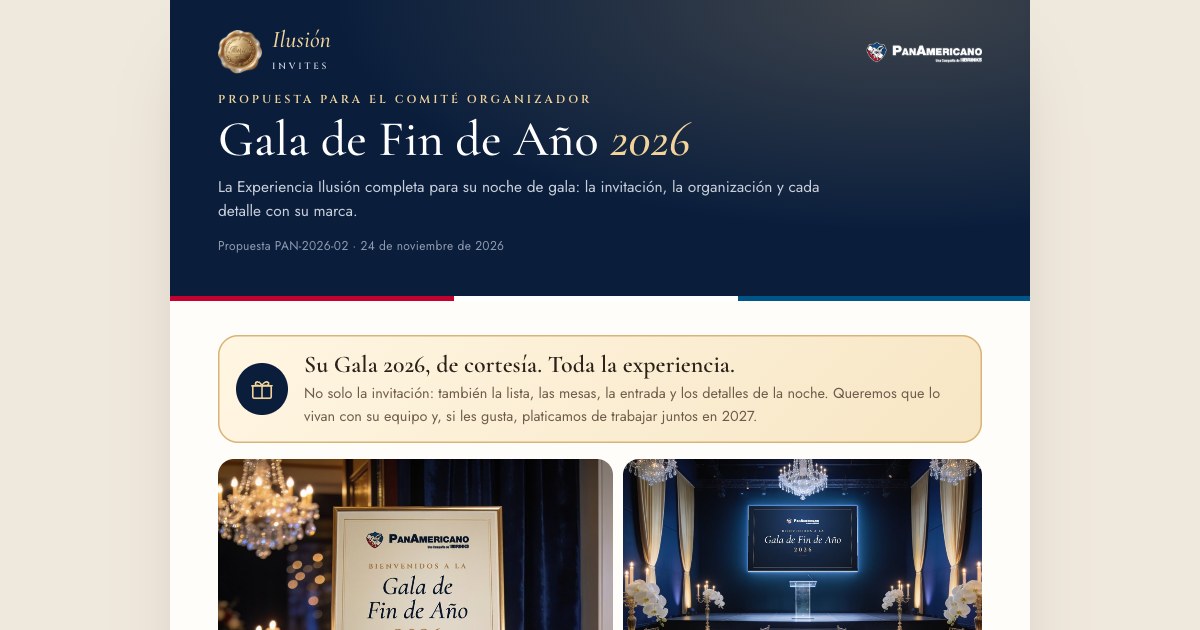 Ilusión
INVITES
PANAMERICANO
PROPUESTA PARA EL COMITÉ ORGANIZADOR
Gala de Fin de Año 2026
La Experiencia Ilusión completa para su noche de gala: la invitación, la organización y cada
detalle con su marca.
Propuesta PAN-2026-02 · 24 de noviembre de 2026
Su Gala 2026, de cortesía. Toda la experiencia.
No solo la invitación: también la lista, las mesas, la entrada y los detalles de la noche. Queremos que lo
vivan con su equipo y, si les gusta, platicamos de trabajar juntos en 2027.
PANAMERICANO
BIENVENIDOS A LA
Gala de
Fin de Año
PANAMERICANO
Gala de Fin de Año
2026